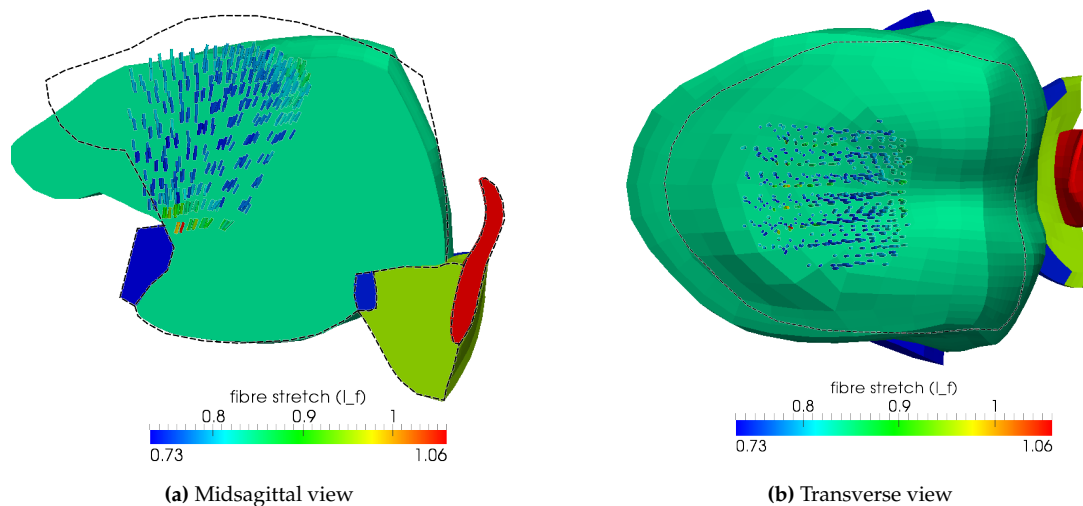 fibre stretch (l_f)
0.8 0.9 1
0.73 1.06
(a) Midsagittal view
fibre stretch (l_f)
0.8 0.9 1
0.73 1.06
(b) Transverse view